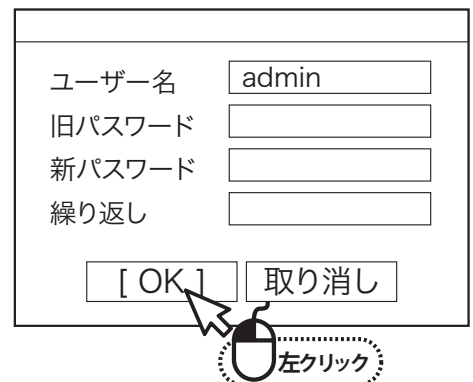 ユーザー名 admin
旧パスワード
新パスワード
繰り返し
[ OK ] 取り消し
左クリック